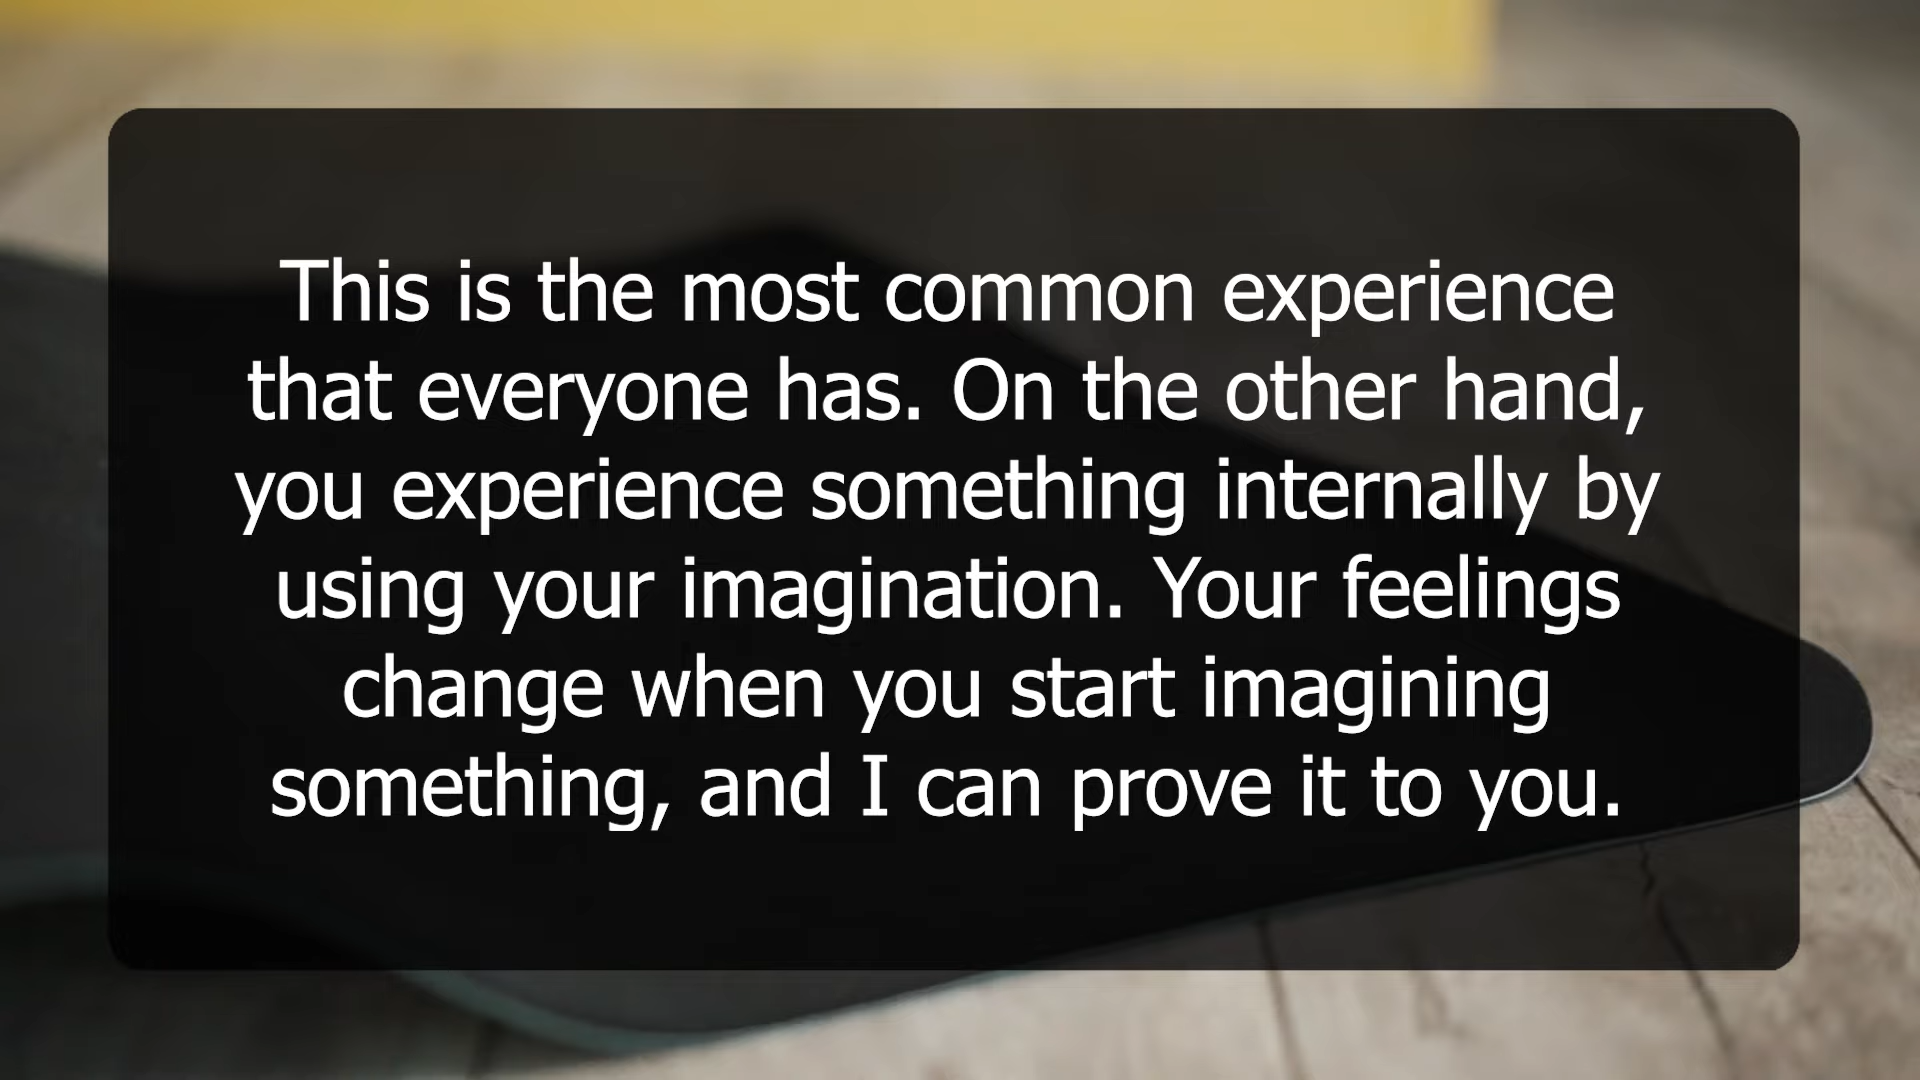 This is the most common experience
that everyone has. On the other hand,
you experience something internally by
using your imagination. Your feelings
change when you start imagining
something, and I can prove it to you.